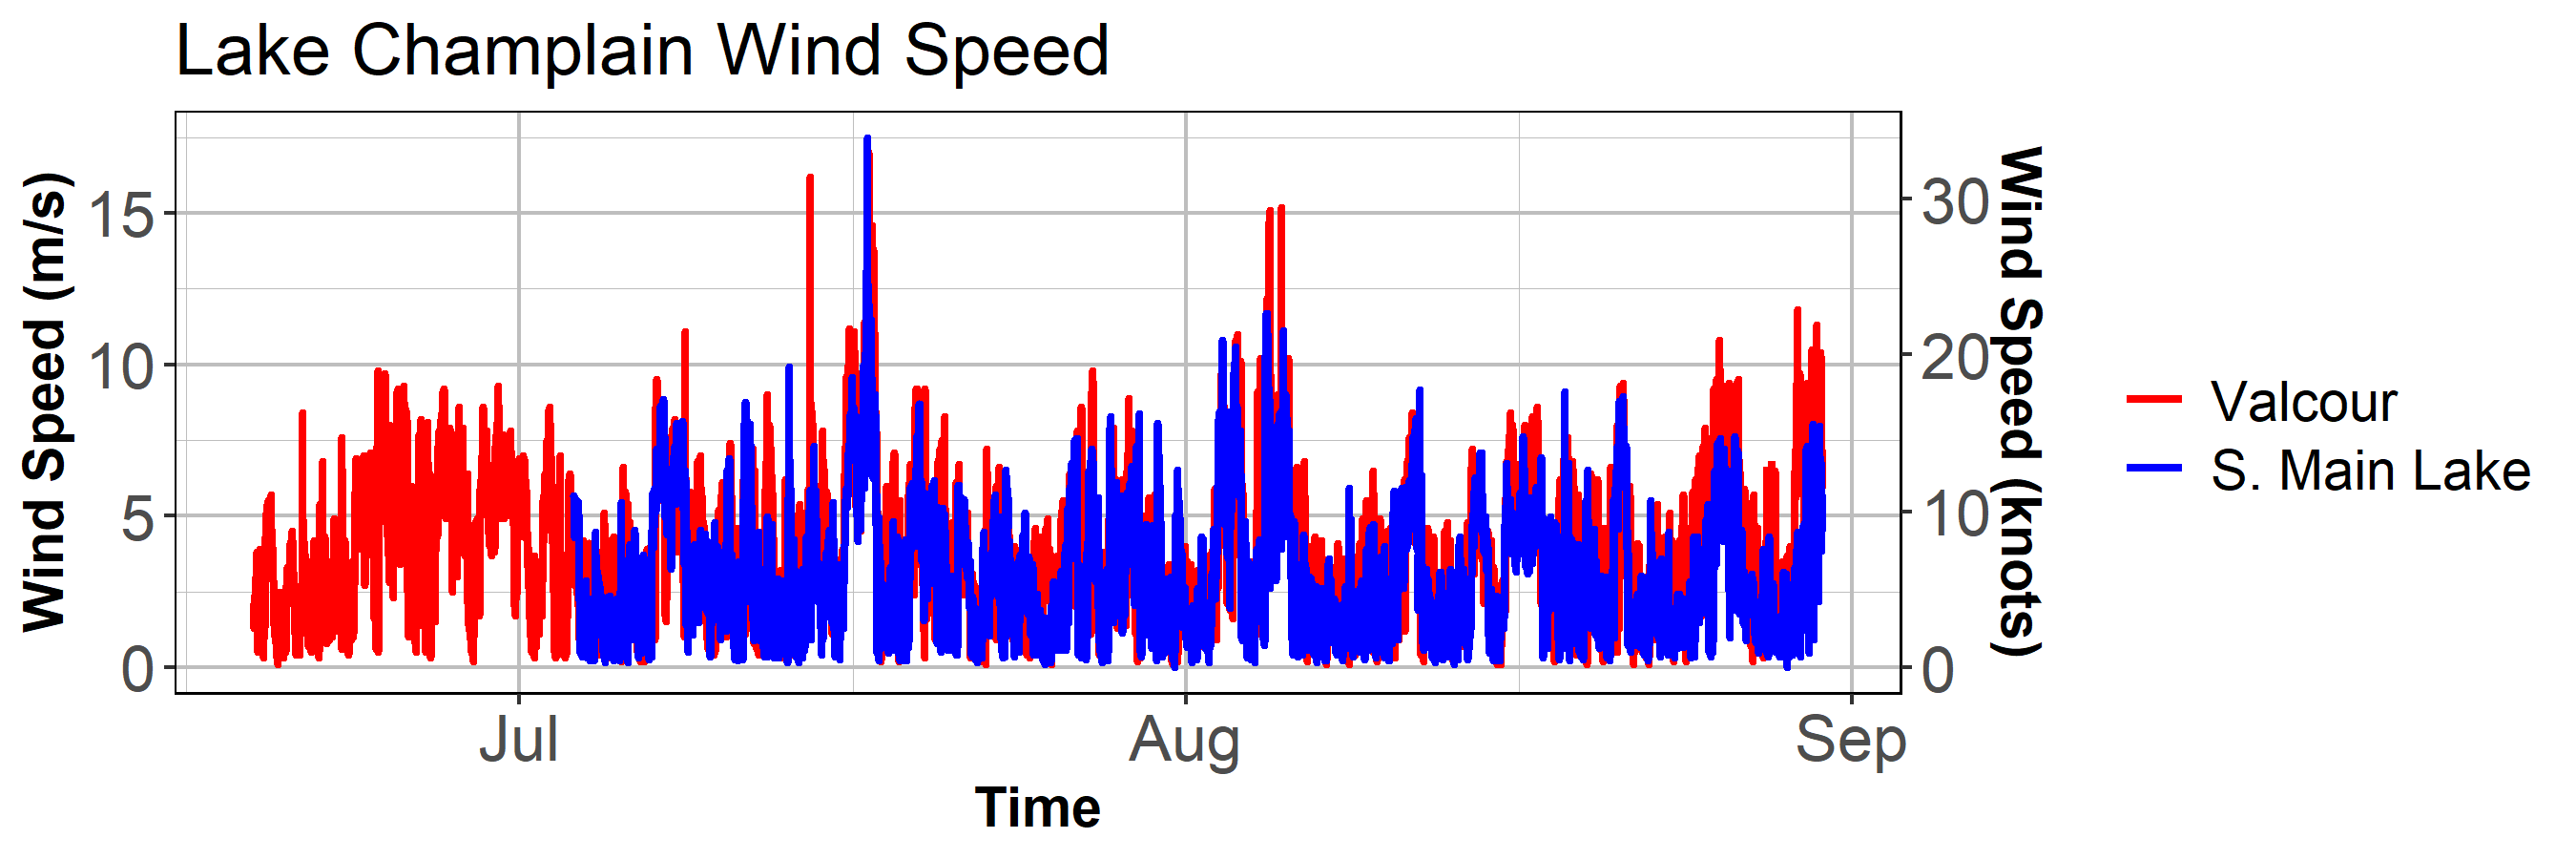 Lake Champlain Wind Speed
Wind Speed (m/s)
15
10
5
0
30
20
10
0
Wind Speed (knots)
Jul
Aug
Sep
Time
Valcour
S. Main Lake